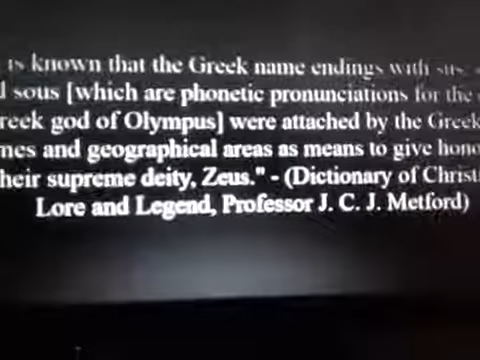 is known that the Greek name endings with sus,
sous [which are phonetic pronunciations for the
reek god of Olympus] were attached by the Greek
mes and geographical areas as means to give hono
heir supreme deity, Zeus." - (Dictionary of Christ
Lore and Legend, Professor J. C. J. Metford)